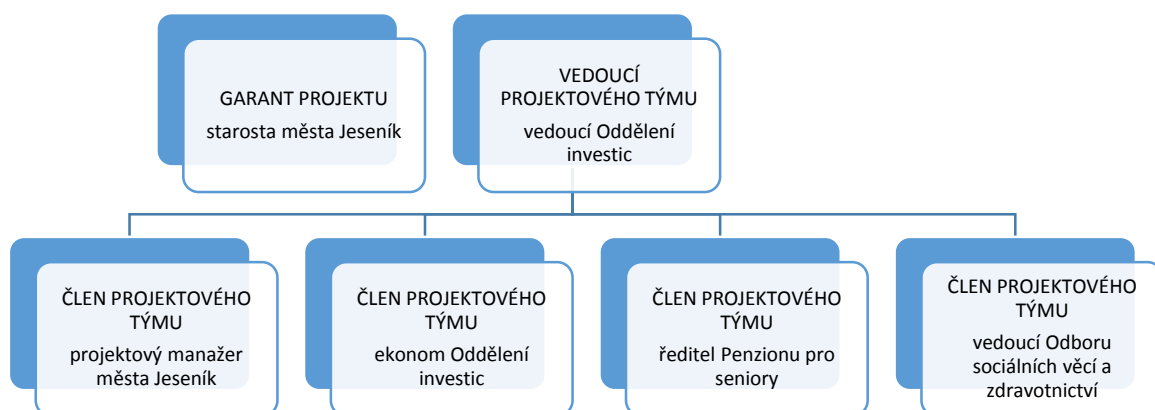 GARANT PROJEKTU
starosta města Jeseník
VEDOUCÍ
PROJEKTOVÉHO TÝMU
vedoucí Oddělení
investic
ČLEN PROJEKTOVÉHO
TÝMU
projektový manažer
města Jeseník
ČLEN PROJEKTOVÉHO
TÝMU
ekonom Oddělení
investic
ČLEN PROJEKTOVÉHO
TÝMU
ředitel Penzionu pro
seniory
ČLEN PROJEKTOVÉHO
TÝMU
vedoucí Odboru
sociálních věcí a
zdravotnictví